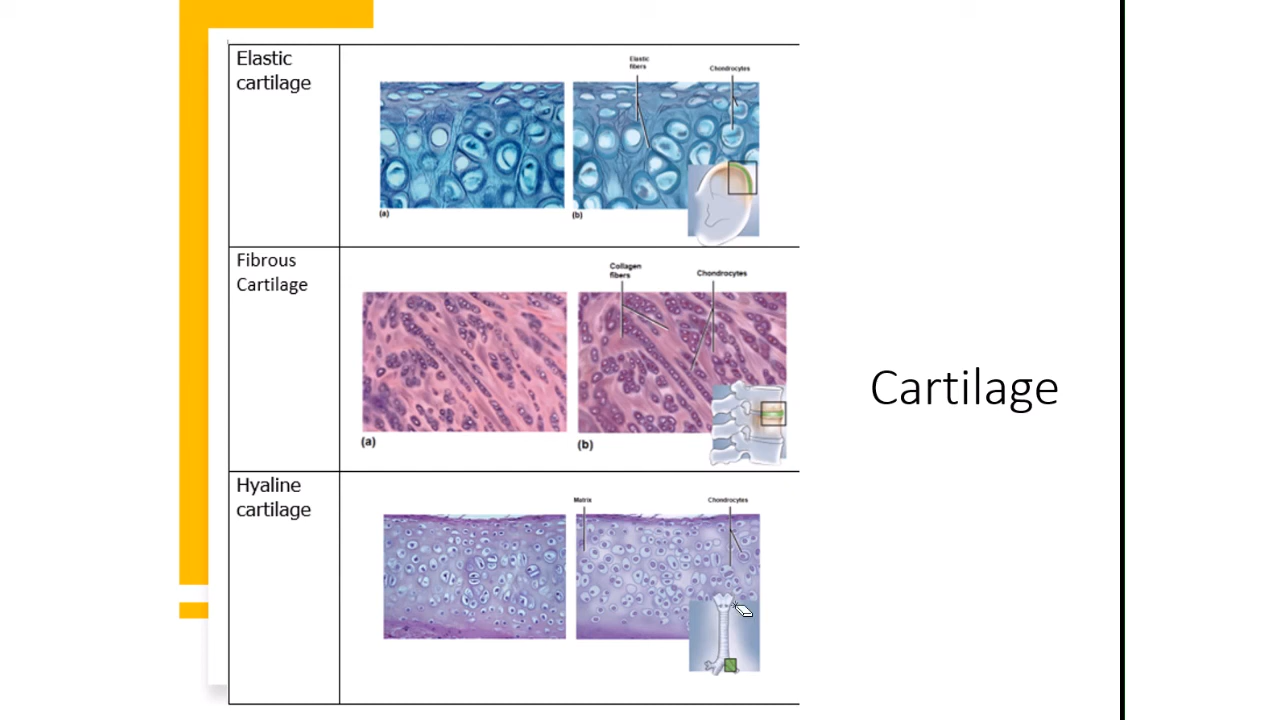 Elastic
cartilage
Elastic
fibers
Chondrocytes
(a)
(b)
Fibrous
Cartilage
Collagen
fibers
Chondrocytes
(a)
(b)
Hyaline
cartilage
Matrix
Chondrocytes
Cartilage